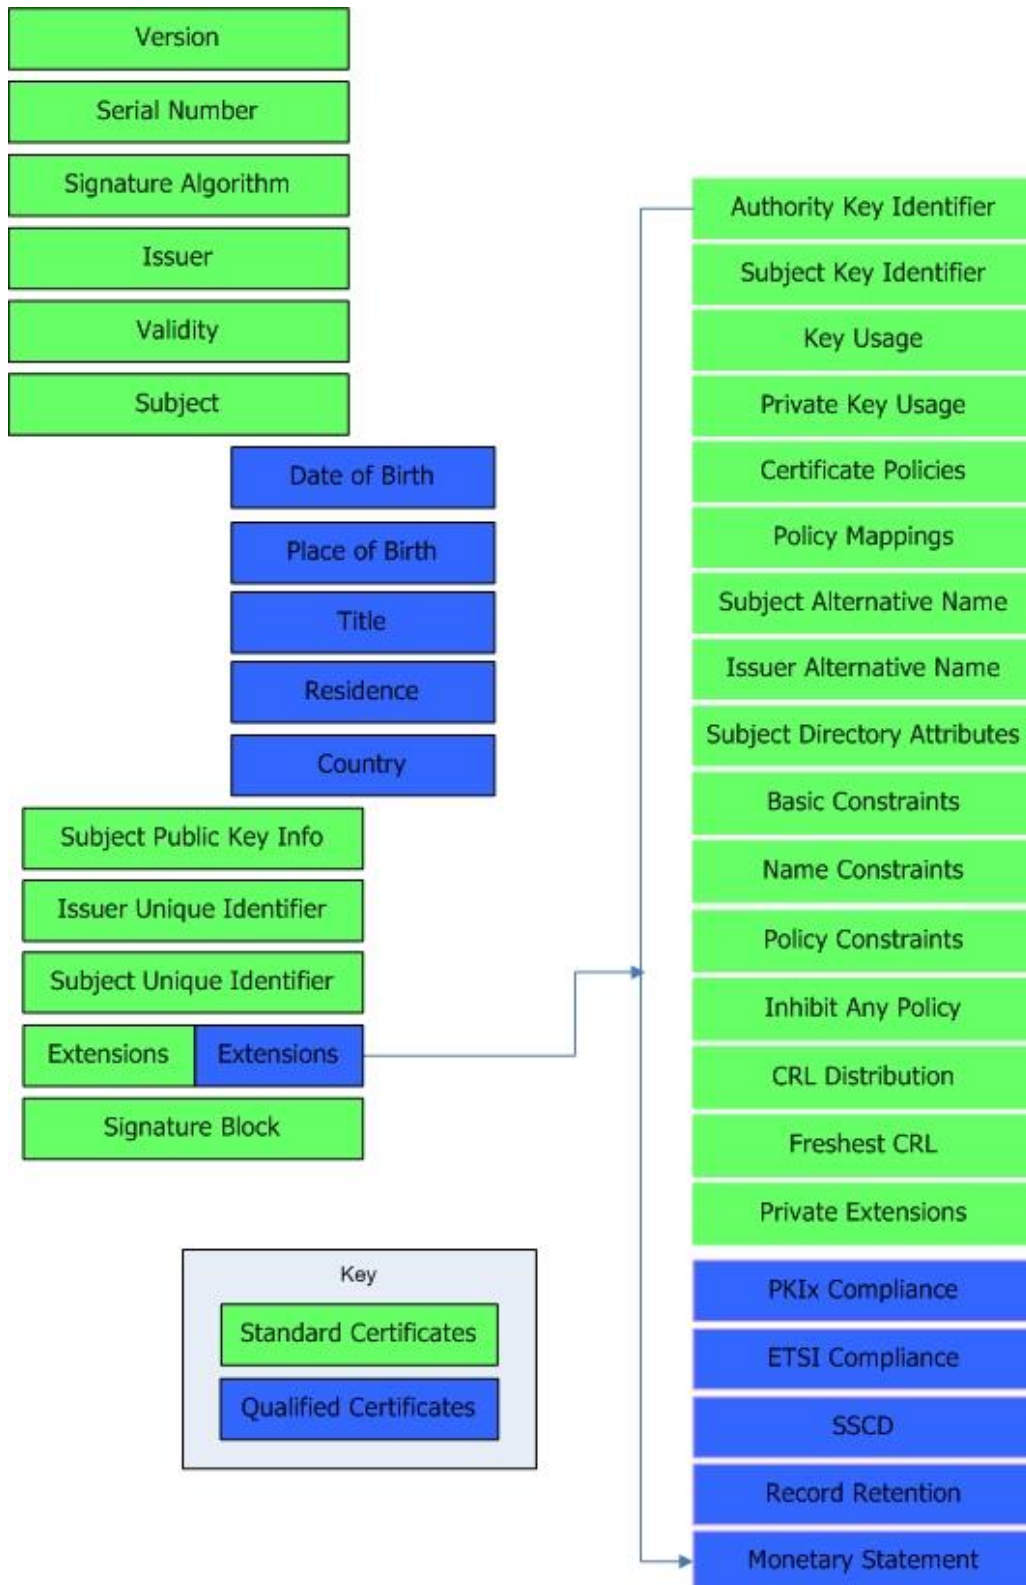 Version
Serial Number
Signature Algorithm
Issuer
Validity
Subject
Date of Birth
Place of Birth
Title
Residence
Country
Subject Public Key Info
Issuer Unique Identifier
Subject Unique Identifier
Extensions Extensions
Signature Block
Key
Standard Certificates
Qualified Certificates
Authority Key Identifier
Subject Key Identifier
Key Usage
Private Key Usage
Certificate Policies
Policy Mappings
Subject Alternative Name
Issuer Alternative Name
Subject Directory Attributes
Basic Constraints
Name Constraints
Policy Constraints
Inhibit Any Policy
CRL Distribution
Freshest CRL
Private Extensions
PKIx Compliance
ETSI Compliance
SSCD
Record Retention
Monetary Statement